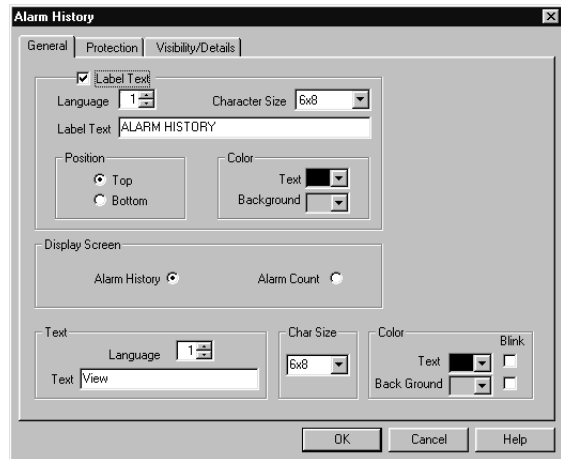 Alarm History
General Protection Visibility/Details
Label Text
Language 1 Character Size 6x8
Label Text ALARM HISTORY
Position Color
Top Text
Bottom Background
Display Screen
Alarm History Alarm Count
Text Char Size Color Blink
Language 1
6x8 Text
Text View Back Ground
OK Cancel Help